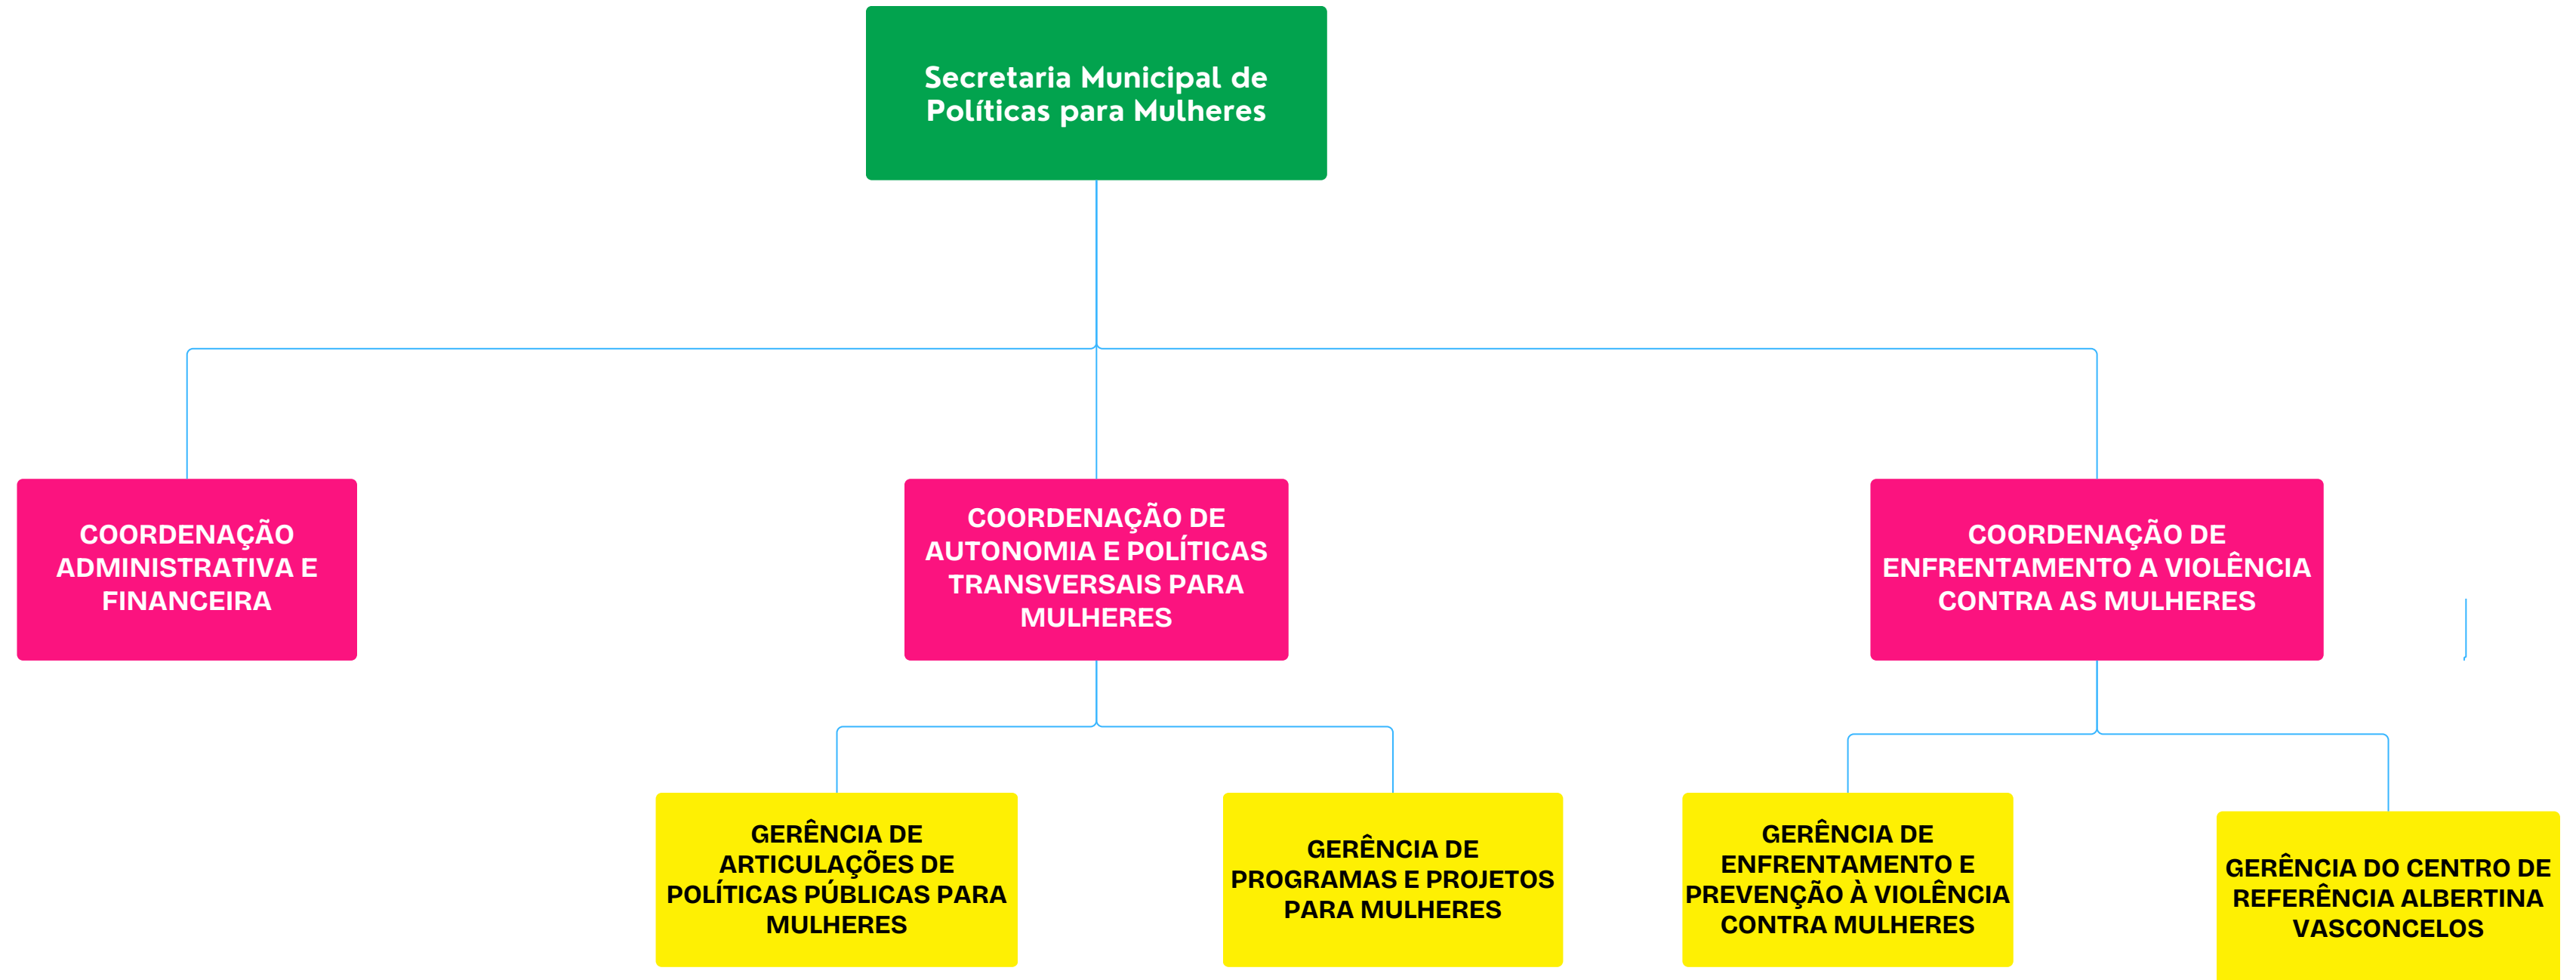 Secretaria Municipal de
Políticas para Mulheres
COORDENAÇÃO
ADMINISTRATIVA E
FINANCEIRA
COORDENAÇÃO DE
AUTONOMIA E POLÍTICAS
TRANSVERSAIS PARA
MULHERES
COORDENAÇÃO DE
ENFRENTAMENTO A VIOLÊNCIA
CONTRA AS MULHERES
GERÊNCIA DE
ARTICULAÇÕES DE
POLÍTICAS PÚBLICAS PARA
MULHERES
GERÊNCIA DE
PROGRAMAS E PROJETOS
PARA MULHERES
GERÊNCIA DE
ENFRENTAMENTO E
PREVENÇÃO À VIOLÊNCIA
CONTRA MULHERES
GERÊNCIA DO CENTRO DE
REFERÊNCIA ALBERTINA
VASCONCELOS